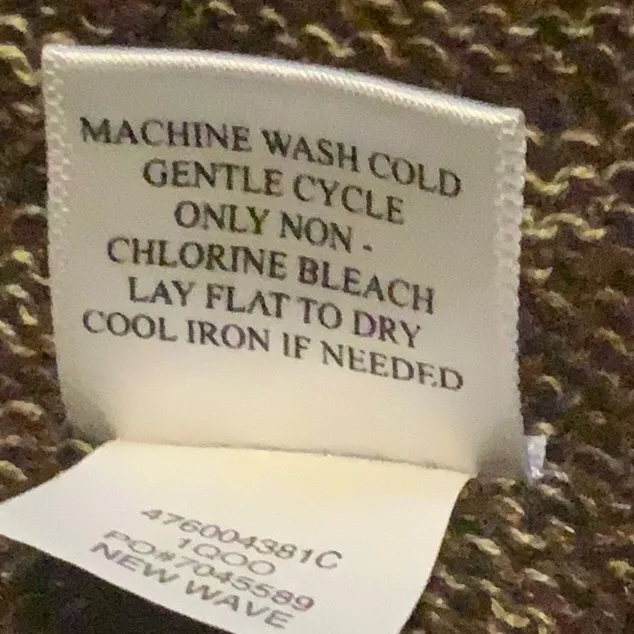 MACHINE WASH COLD
GENTLE CYCLE
ONLY NON -
CHLORINE BLEACH
LAY FLAT TO DRY
COOL IRON IF NEEDED
476004381C
1QOO
PO#7045589
NEW WAVE